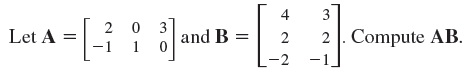 Let A = [2 0 3; -1 1 0] and B = [4 3; 2 2; -2 -1]. Compute AB.